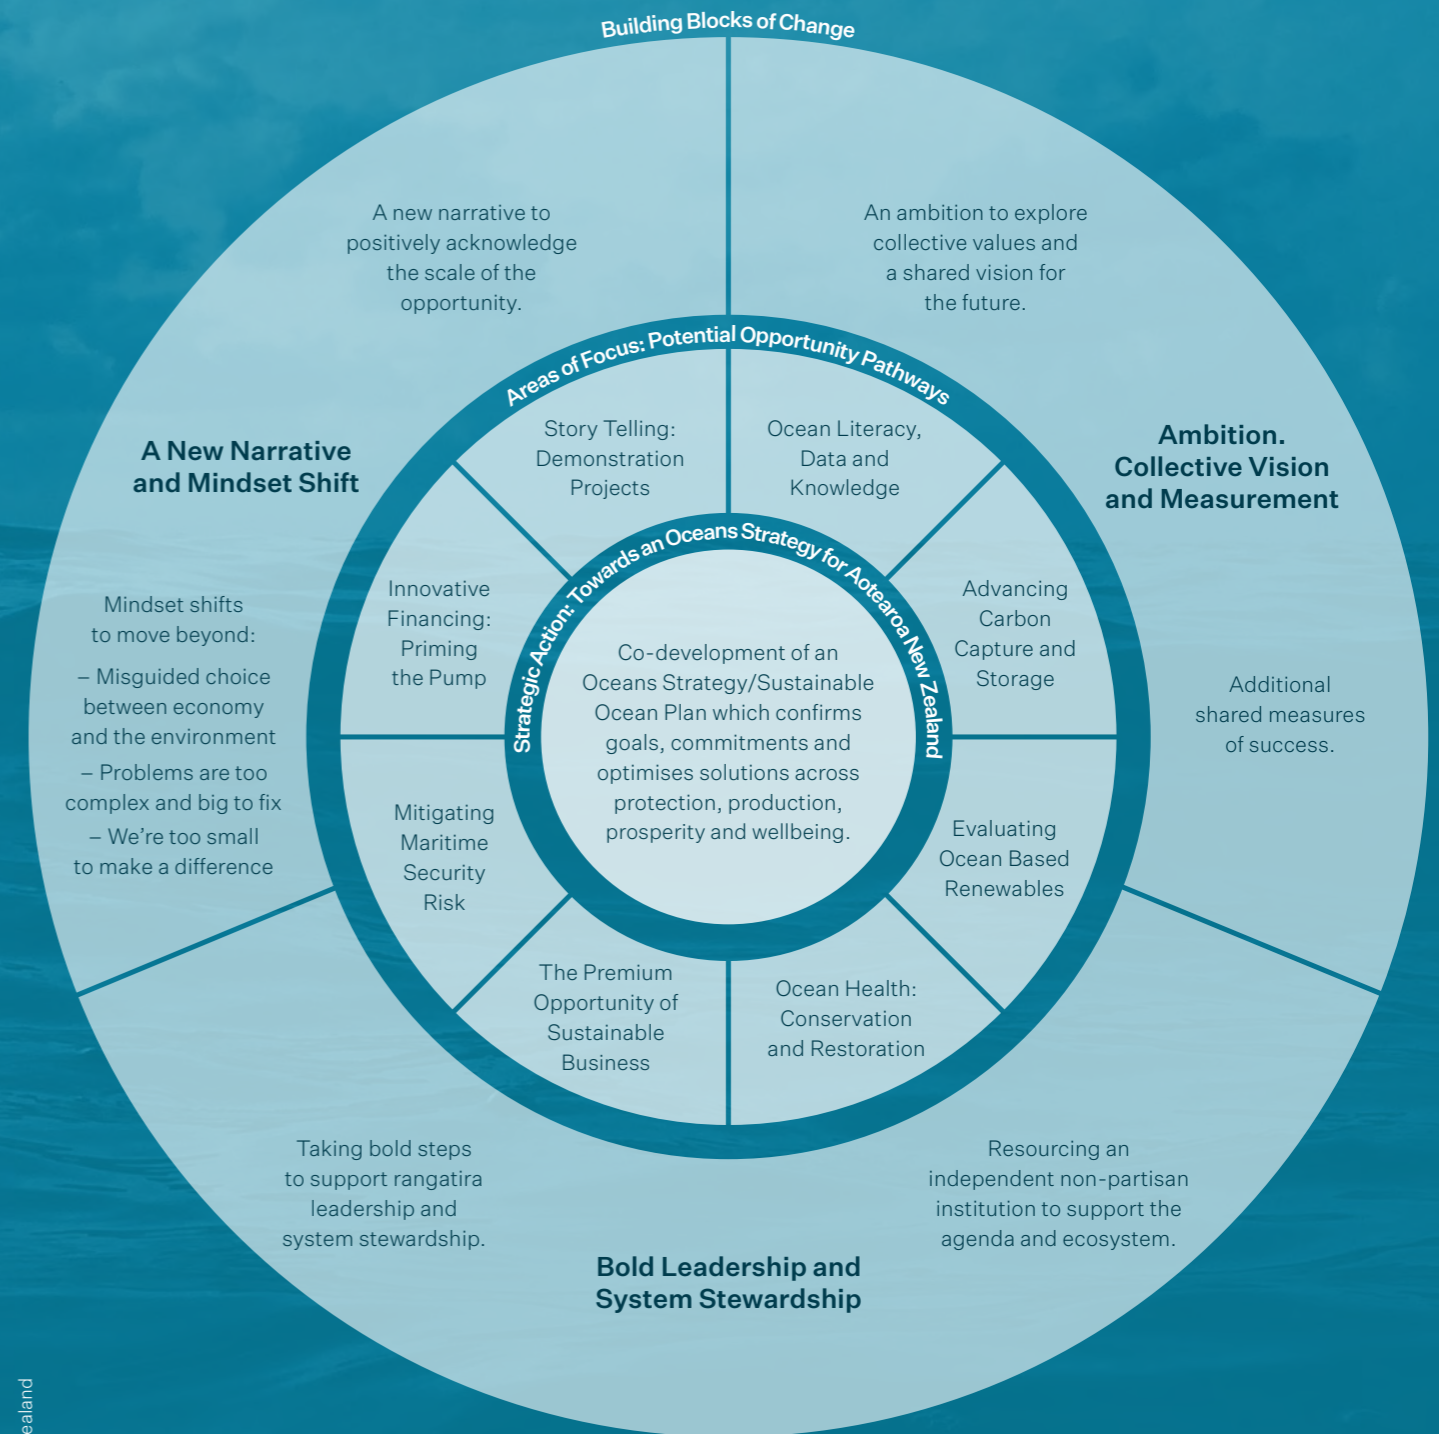 Building Blocks of Change
A new narrative to
positively acknowledge
the scale of the
opportunity.
An ambition to explore
collective values and
a shared vision for
the future.
A New Narrative
and Mindset Shift
Ambition.
Collective Vision
and Measurement
Mindset shifts
to move beyond:
– Misguided choice
between economy
and the environment
– Problems are too
complex and big to fix
– We’re too small
to make a difference
Additional
shared measures
of success.
Taking bold steps
to support rangatira
leadership and
system stewardship.
Resourcing an
independent non-partisan
institution to support the
agenda and ecosystem.
Bold Leadership and
System Stewardship
Areas of Focus: Potential Opportunity Pathways
Story Telling:
Demonstration
Projects
Ocean Literacy,
Data and
Knowledge
Innovative
Financing:
Priming
the Pump
Advancing
Carbon
Capture and
Storage
Mitigating
Maritime
Security
Risk
Evaluating
Ocean Based
Renewables
The Premium
Opportunity of
Sustainable
Business
Ocean Health:
Conservation
and Restoration
Strategic Action: Towards an Oceans Strategy for Aotearoa New Zealand
Co-development of an
Oceans Strategy/Sustainable
Ocean Plan which confirms
goals, commitments and
optimises solutions across
protection, production,
prosperity and wellbeing.
ealand